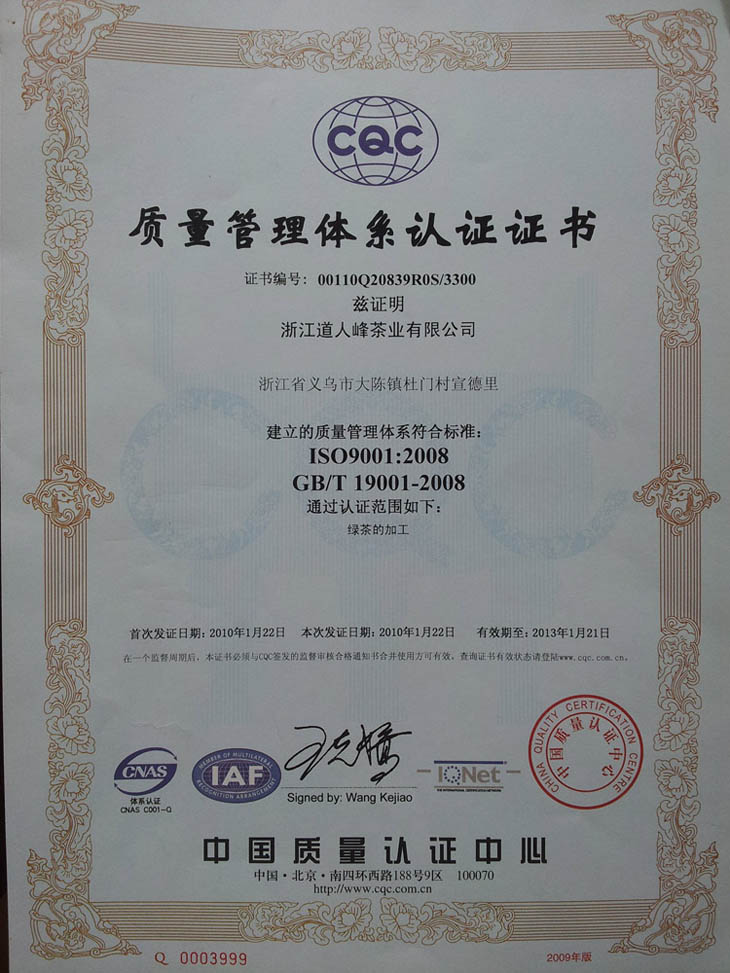 CQC
质量管理体系认证证书
证书编号：00110Q20839R0S/3300
兹证明
浙江道人峰茶业有限公司
浙江省义乌市大陈镇杜门村宣德里
建立的质量管理体系符合标准：
ISO9001:2008
GB/T 19001-2008
通过认证范围如下：
绿茶的加工
首次发证日期：2010年1月22日 本次发证日期：2010年1月22日 有效期至：2013年1月21日
在一个监督周期后，本证书必须与CQC签发的监督审核合格通知书合并使用方可有效。查询证书有效状态请登陆www.cqc.com.cn。
CNAS
体系认证
CNAS C001-Q
MEMBER OF MULTILATERAL
IAF
RECOGNITION ARRANGEMENT
王克娇
Signed by: Wang Kejiao
IQNet
THE INTERNATIONAL CERTIFICATION NETWORK
CHINA QUALITY CERTIFICATION CENTRE
中国质量认证中心
中国质量认证中心
中国·北京·南四环西路188号9区 100070
http://www.cqc.com.cn
Q 0003999
2009年版